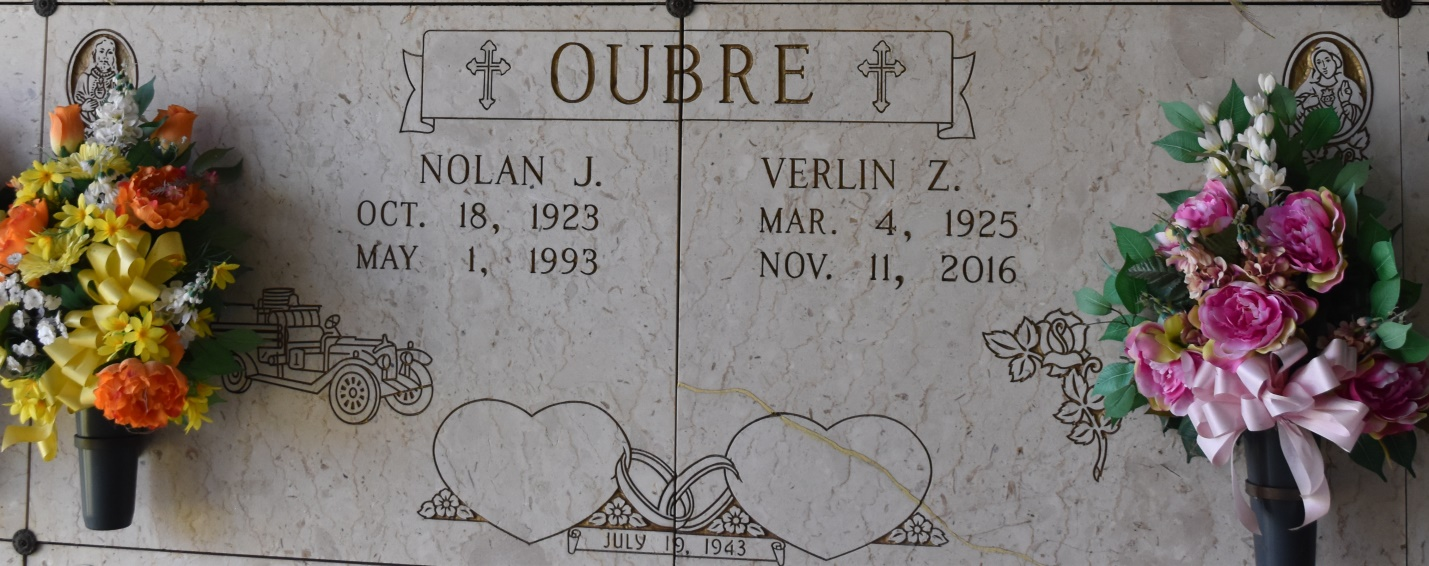 OUBRE
NOLAN J.
OCT. 18, 1923
MAY 1, 1993
VERLIN Z.
MAR. 4, 1925
NOV. 11, 2016
JULY 19, 1943